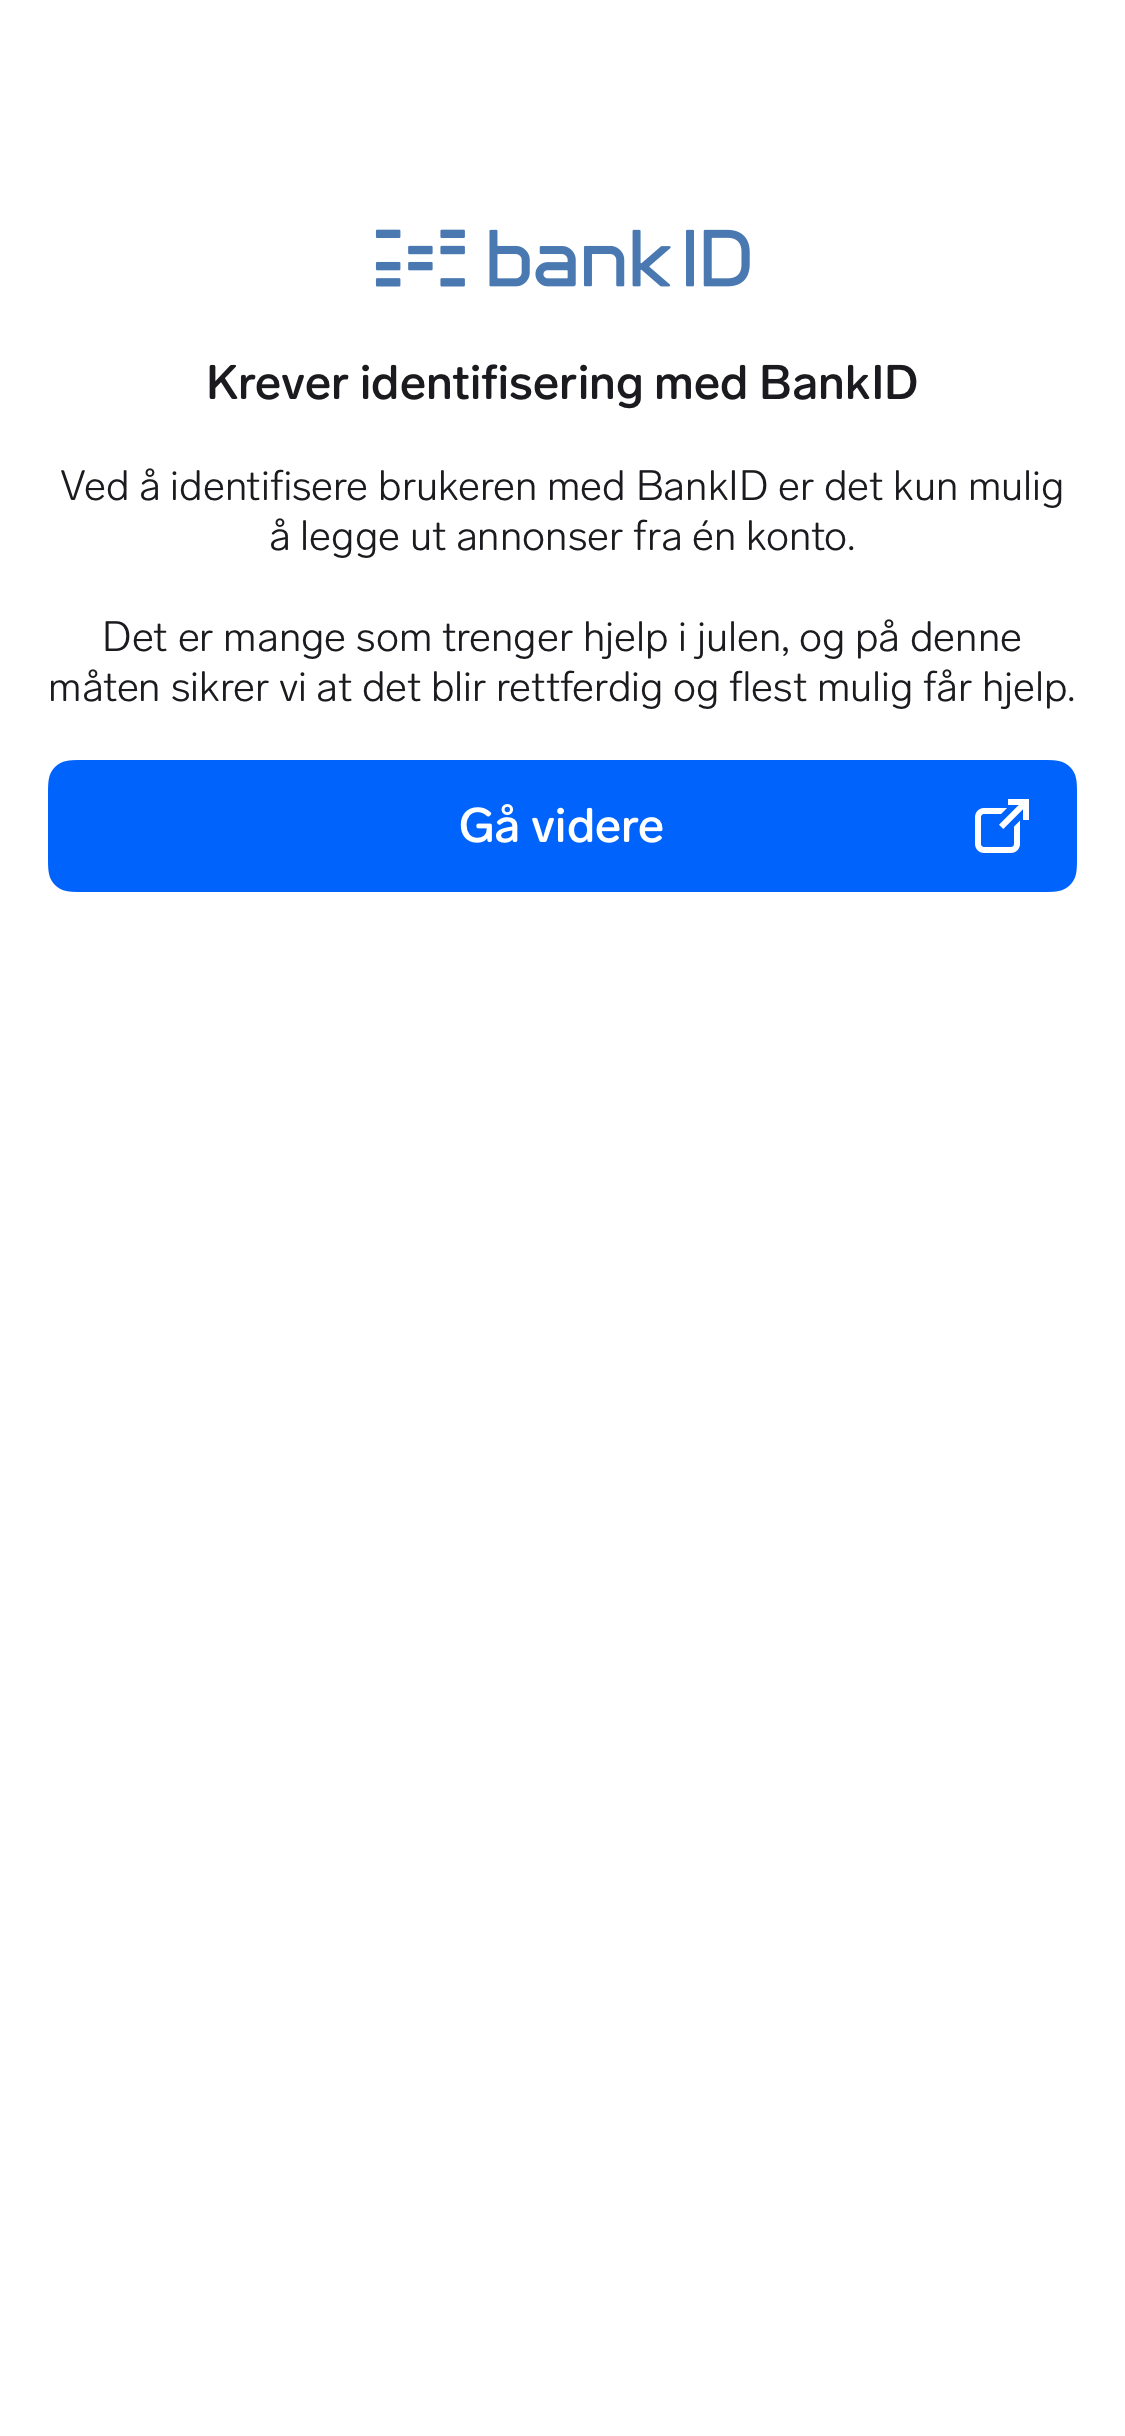 bankID
Krever identifisering med BankID
Ved å identifisere brukeren med BankID er det kun mulig
å legge ut annonser fra én konto.
Det er mange som trenger hjelp i julen, og på denne
måten sikrer vi at det blir rettferdig og flest mulig får hjelp.
Gå videre